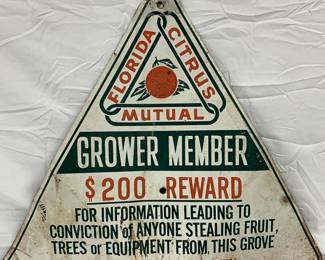 FLORIDA CITRUS
MUTUAL
GROWER MEMBER
$200 REWARD
FOR INFORMATION LEADING TO
CONVICTION of ANYONE STEALING FRUIT,
TREES or EQUIPMENT FROM THIS GROVE